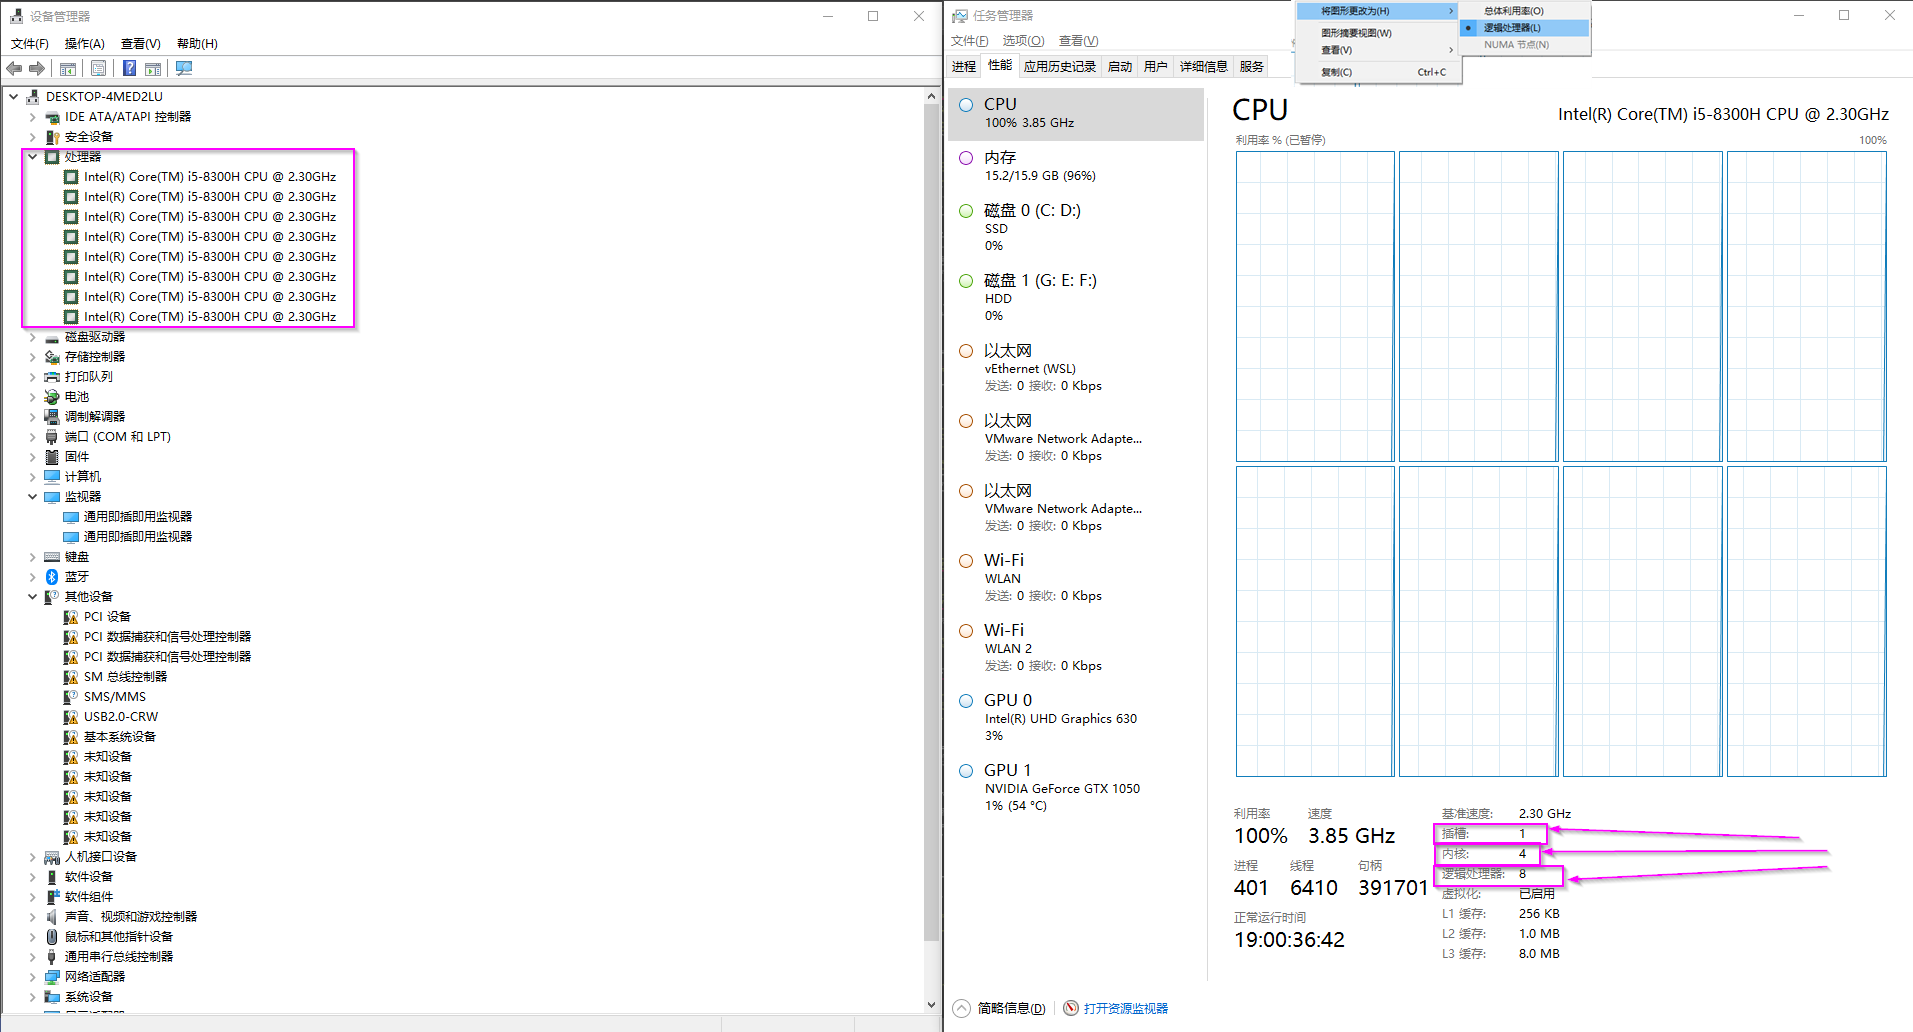 设备管理器
文件(F) 操作(A) 查看(V) 帮助(H)
DESKTOP-4MED2LU
IDE ATA/ATAPI 控制器
安全设备
处理器
Intel(R) Core(TM) i5-8300H CPU @ 2.30GHz
Intel(R) Core(TM) i5-8300H CPU @ 2.30GHz
Intel(R) Core(TM) i5-8300H CPU @ 2.30GHz
Intel(R) Core(TM) i5-8300H CPU @ 2.30GHz
Intel(R) Core(TM) i5-8300H CPU @ 2.30GHz
Intel(R) Core(TM) i5-8300H CPU @ 2.30GHz
Intel(R) Core(TM) i5-8300H CPU @ 2.30GHz
Intel(R) Core(TM) i5-8300H CPU @ 2.30GHz
磁盘驱动器
存储控制器
打印队列
电池
调制解调器
端口 (COM 和 LPT)
固件
计算机
监视器
通用即插即用监视器
通用即插即用监视器
键盘
蓝牙
其他设备
PCI 设备
PCI 数据捕获和信号处理控制器
PCI 数据捕获和信号处理控制器
SM 总线控制器
SMS/MMS
USB2.0-CRW
基本系统设备
未知设备
未知设备
未知设备
未知设备
未知设备
人机接口设备
软件设备
软件组件
声音、视频和游戏控制器
鼠标和其他指针设备
通用串行总线控制器
网络适配器
系统设备
任务管理器
文件(F) 选项(O) 查看(V)
进程 性能 应用历史记录 启动 用户 详细信息 服务
将图形更改为(H)
图形摘要视图(W)
查看(V)
复制(C) Ctrl+C
总体利用率(O)
逻辑处理器(L)
NUMA 节点(N)
CPU
100% 3.85 GHz
内存
15.2/15.9 GB (96%)
磁盘 0 (C: D:)
SSD
0%
磁盘 1 (G: E: F:)
HDD
0%
以太网
vEthernet (WSL)
发送: 0 接收: 0 Kbps
以太网
VMware Network Adapte...
发送: 0 接收: 0 Kbps
以太网
VMware Network Adapte...
发送: 0 接收: 0 Kbps
Wi-Fi
WLAN
发送: 0 接收: 0 Kbps
Wi-Fi
WLAN 2
发送: 0 接收: 0 Kbps
GPU 0
Intel(R) UHD Graphics 630
3%
GPU 1
NVIDIA GeForce GTX 1050
1% (54 °C)
CPU Intel(R) Core(TM) i5-8300H CPU @ 2.30GHz
利用率 % (已暂停) 100%
利用率 速度
100% 3.85 GHz
进程 线程 句柄
401 6410 391701
正常运行时间
19:00:36:42
基准速度: 2.30 GHz
插槽: 1
内核: 4
逻辑处理器: 8
虚拟化: 已启用
L1 缓存: 256 KB
L2 缓存: 1.0 MB
L3 缓存: 8.0 MB
简略信息(D) 打开资源监视器